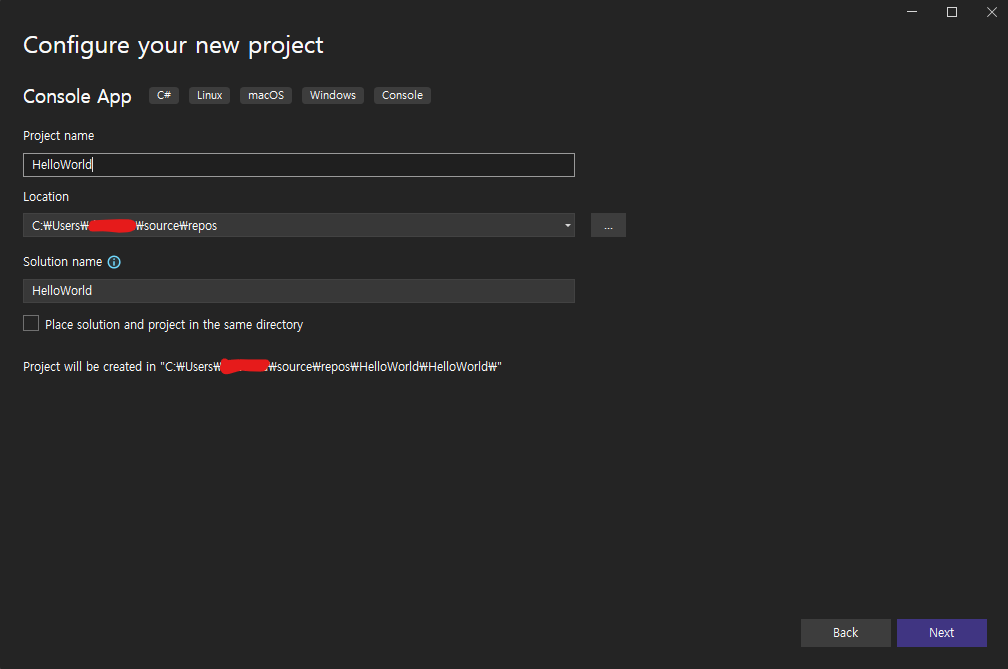 Configure your new project
Console App C# Linux macOS Windows Console
Project name
HelloWorld
Location
C:₩Users₩ ₩source₩repos
...
Solution name
HelloWorld
Place solution and project in the same directory
Project will be created in "C:₩Users₩ ₩source₩repos₩HelloWorld₩HelloWorld₩"
Back Next